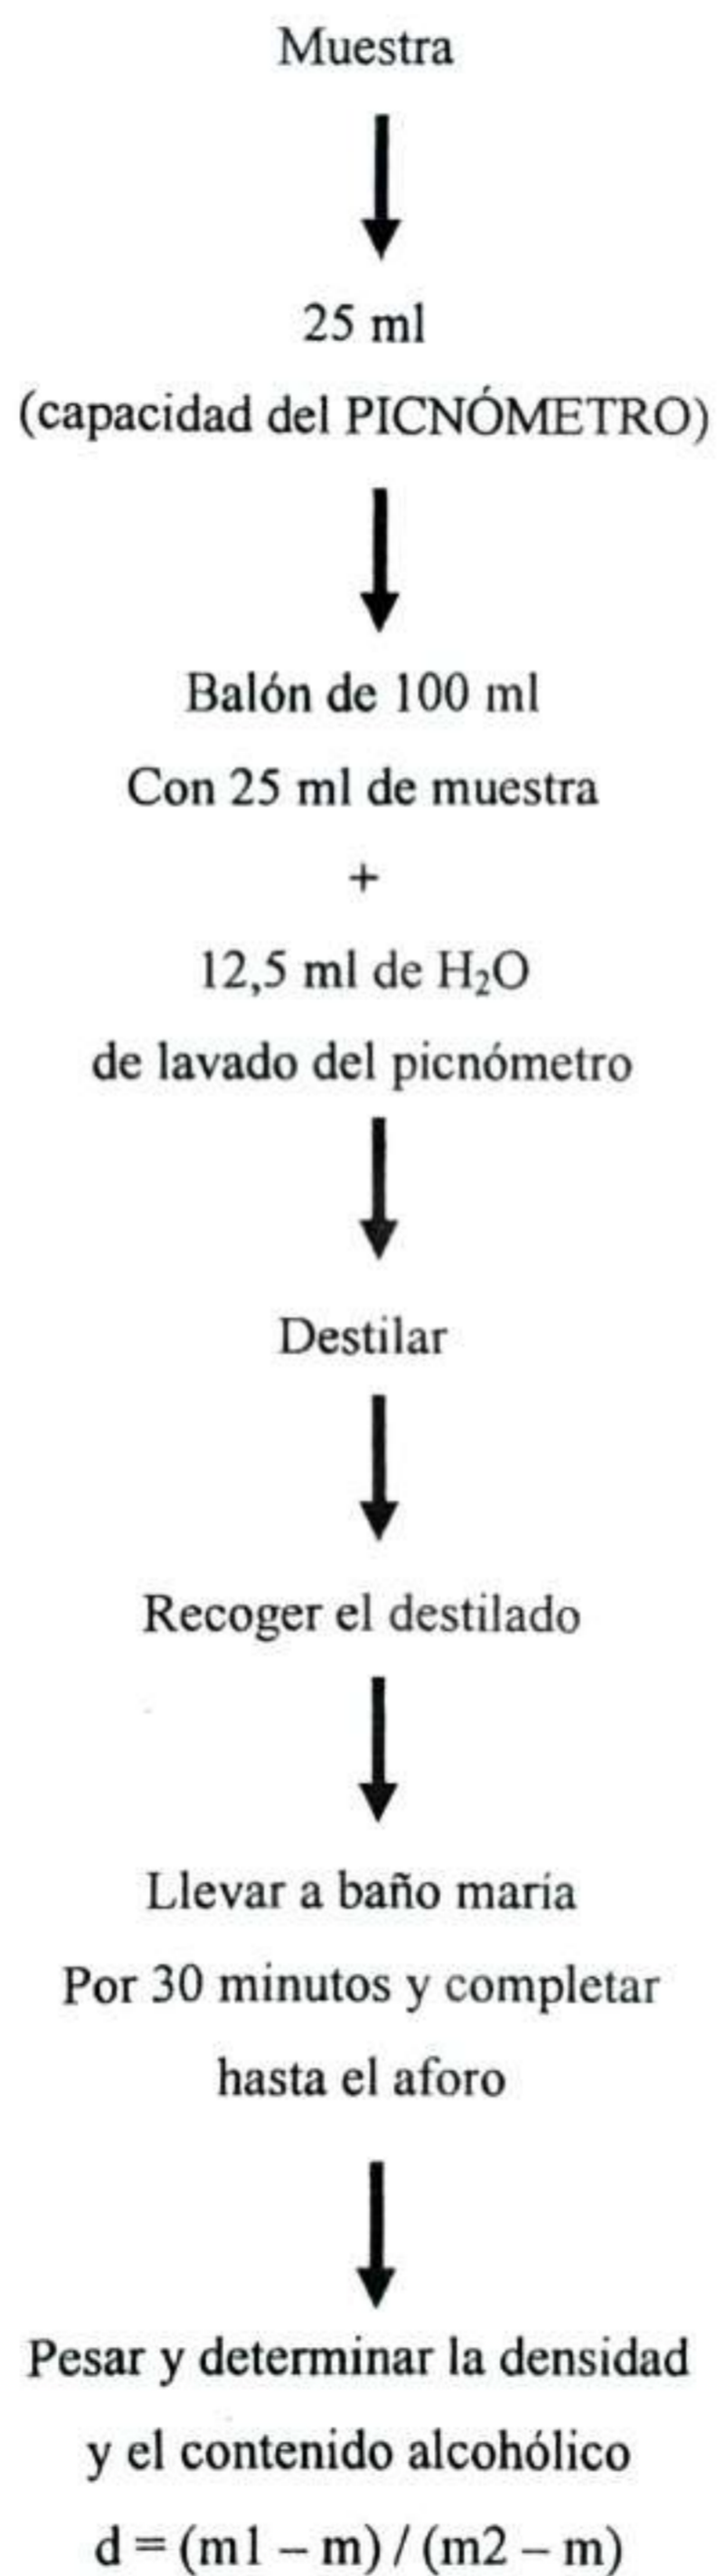 Muestra
25 ml
(capacidad del PICNÓMETRO)
Balón de 100 ml
Con 25 ml de muestra
+
12,5 ml de H₂O
de lavado del picnómetro
Destilar
Recoger el destilado
Llevar a baño maría
Por 30 minutos y completar
hasta el aforo
Pesar y determinar la densidad
y el contenido alcohólico
d = (m1 – m) / (m2 – m)